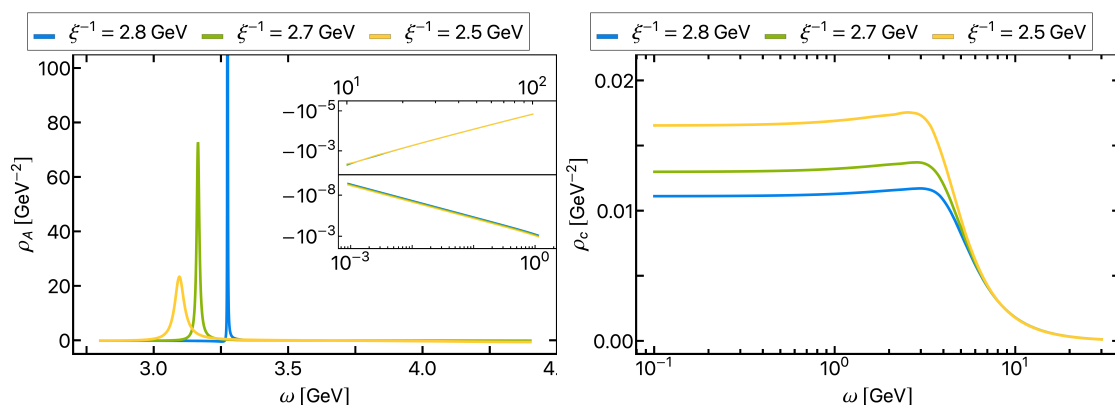 ξ⁻¹ = 2.8 GeV ξ⁻¹ = 2.7 GeV ξ⁻¹ = 2.5 GeV
100
80
60
40
20
0
ρ_A [GeV⁻²]
3.0 3.5 4.0 4.
ω [GeV]
10¹ 10²
−10⁻⁵
−10⁻³
−10⁻⁸
−10⁻³
10⁻³ 10⁰
ξ⁻¹ = 2.8 GeV ξ⁻¹ = 2.7 GeV ξ⁻¹ = 2.5 GeV
0.02
0.01
0.00
ρ_c [GeV⁻²]
10⁻¹ 10⁰ 10¹
ω [GeV]